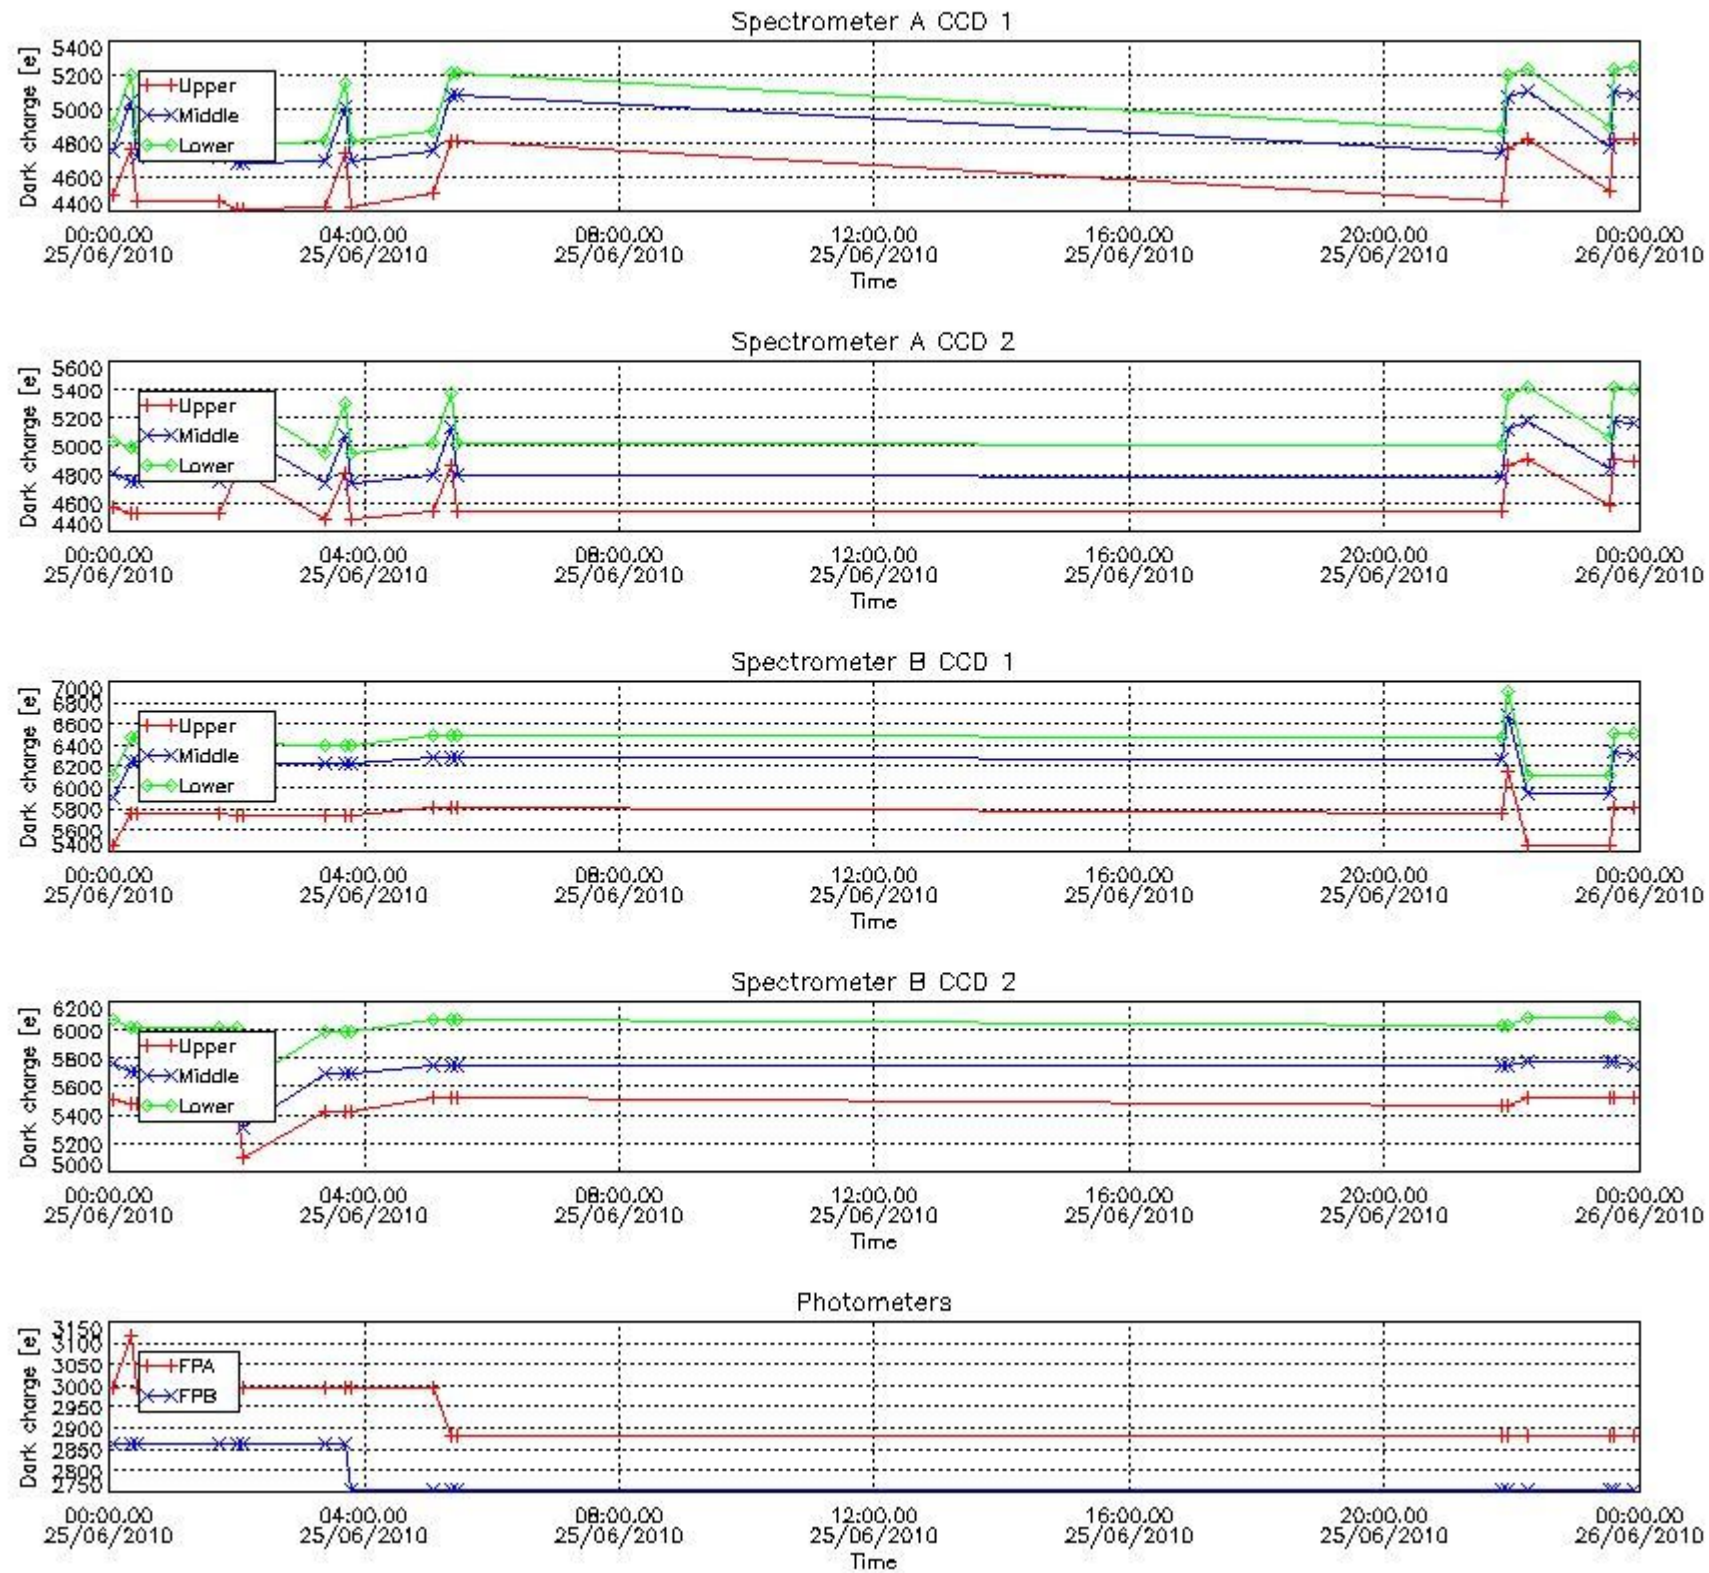 Spectrometer A CCD 1
Dark charge [e]
5400
5200
5000
4800
4600
4400
Upper
Middle
Lower
00:00.00 04:00.00 08:00.00 12:00.00 16:00.00 20:00.00 00:00.00
25/06/2010 25/06/2010 25/06/2010 25/06/2010 25/06/2010 25/06/2010 26/06/2010
Time
Spectrometer A CCD 2
Dark charge [e]
5600
5400
5200
5000
4800
4600
4400
Upper
Middle
Lower
00:00.00 04:00.00 08:00.00 12:00.00 16:00.00 20:00.00 00:00.00
25/06/2010 25/06/2010 25/06/2010 25/06/2010 25/06/2010 25/06/2010 26/06/2010
Time
Spectrometer B CCD 1
Dark charge [e]
7000
6800
6600
6400
6200
6000
5800
5600
5400
Upper
Middle
Lower
00:00.00 04:00.00 08:00.00 12:00.00 16:00.00 20:00.00 00:00.00
25/06/2010 25/06/2010 25/06/2010 25/06/2010 25/06/2010 25/06/2010 26/06/2010
Time
Spectrometer B CCD 2
Dark charge [e]
6200
6000
5800
5600
5400
5200
5000
Upper
Middle
Lower
00:00.00 04:00.00 08:00.00 12:00.00 16:00.00 20:00.00 00:00.00
25/06/2010 25/06/2010 25/06/2010 25/06/2010 25/06/2010 25/06/2010 26/06/2010
Time
Photometers
Dark charge [e]
3150
3100
3050
3000
2950
2900
2850
2800
2750
FPA
FPB
00:00.00 04:00.00 08:00.00 12:00.00 16:00.00 20:00.00 00:00.00
25/06/2010 25/06/2010 25/06/2010 25/06/2010 25/06/2010 25/06/2010 26/06/2010
Time